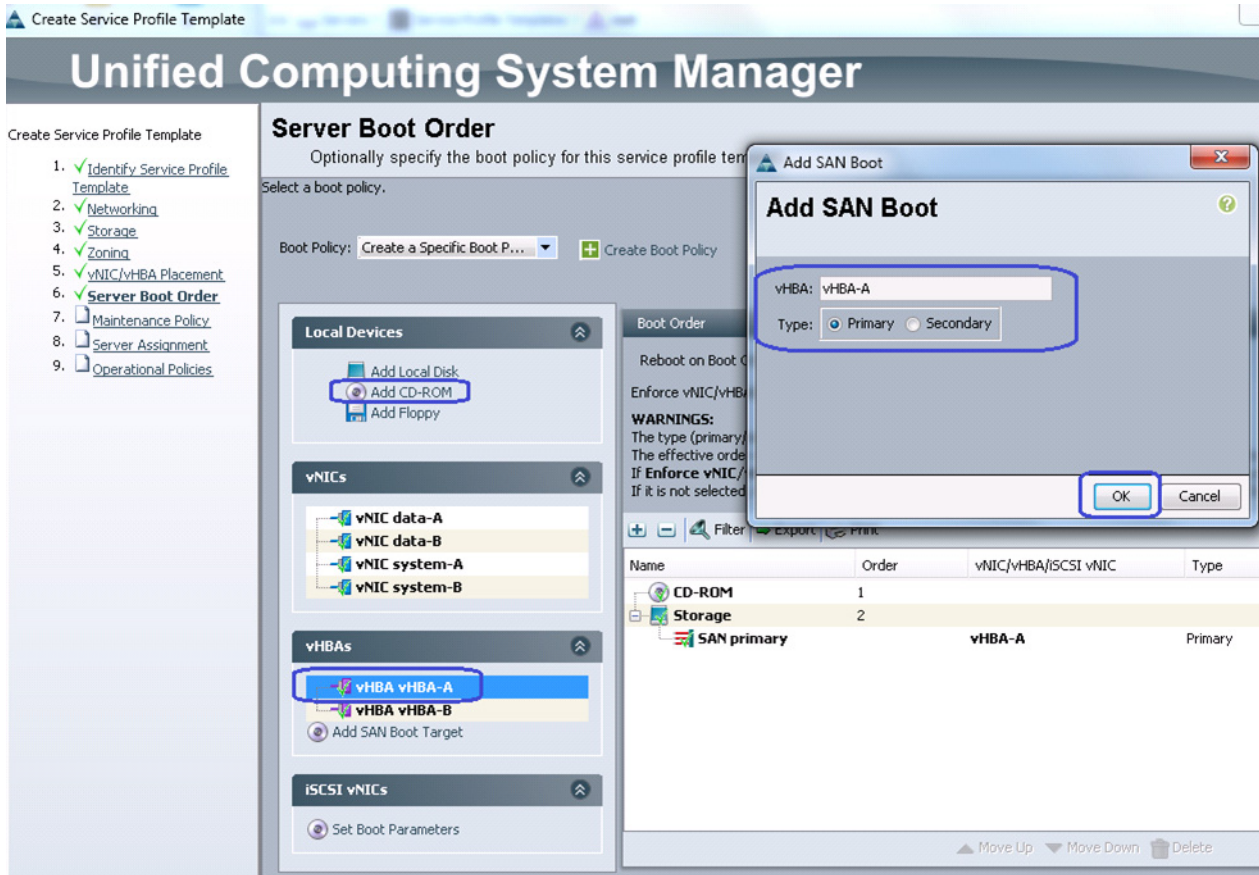 Create Service Profile Template
Unified Computing System Manager
Create Service Profile Template
1. Identify Service Profile
Template
2. Networking
3. Storage
4. Zoning
5. vNIC/vHBA Placement
6. Server Boot Order
7. Maintenance Policy
8. Server Assignment
9. Operational Policies
Server Boot Order
Optionally specify the boot policy for this service profile tem
Select a boot policy.
Boot Policy: Create a Specific Boot P...
Create Boot Policy
Local Devices
Add Local Disk
Add CD-ROM
Add Floppy
vNICs
vNIC data-A
vNIC data-B
vNIC system-A
vNIC system-B
vHBAs
vHBA vHBA-A
vHBA vHBA-B
Add SAN Boot Target
iSCSI vNICs
Set Boot Parameters
Boot Order
Reboot on Boot
Enforce vNIC/vHBA
WARNINGS:
The type (primary/
The effective orde
If Enforce vNIC/
If it is not selected
Filter Export Print
Name Order vNIC/vHBA/iSCSI vNIC Type
CD-ROM 1
Storage 2
SAN primary vHBA-A Primary
Move Up Move Down Delete
Add SAN Boot
Add SAN Boot
vHBA: vHBA-A
Type: Primary Secondary
OK Cancel